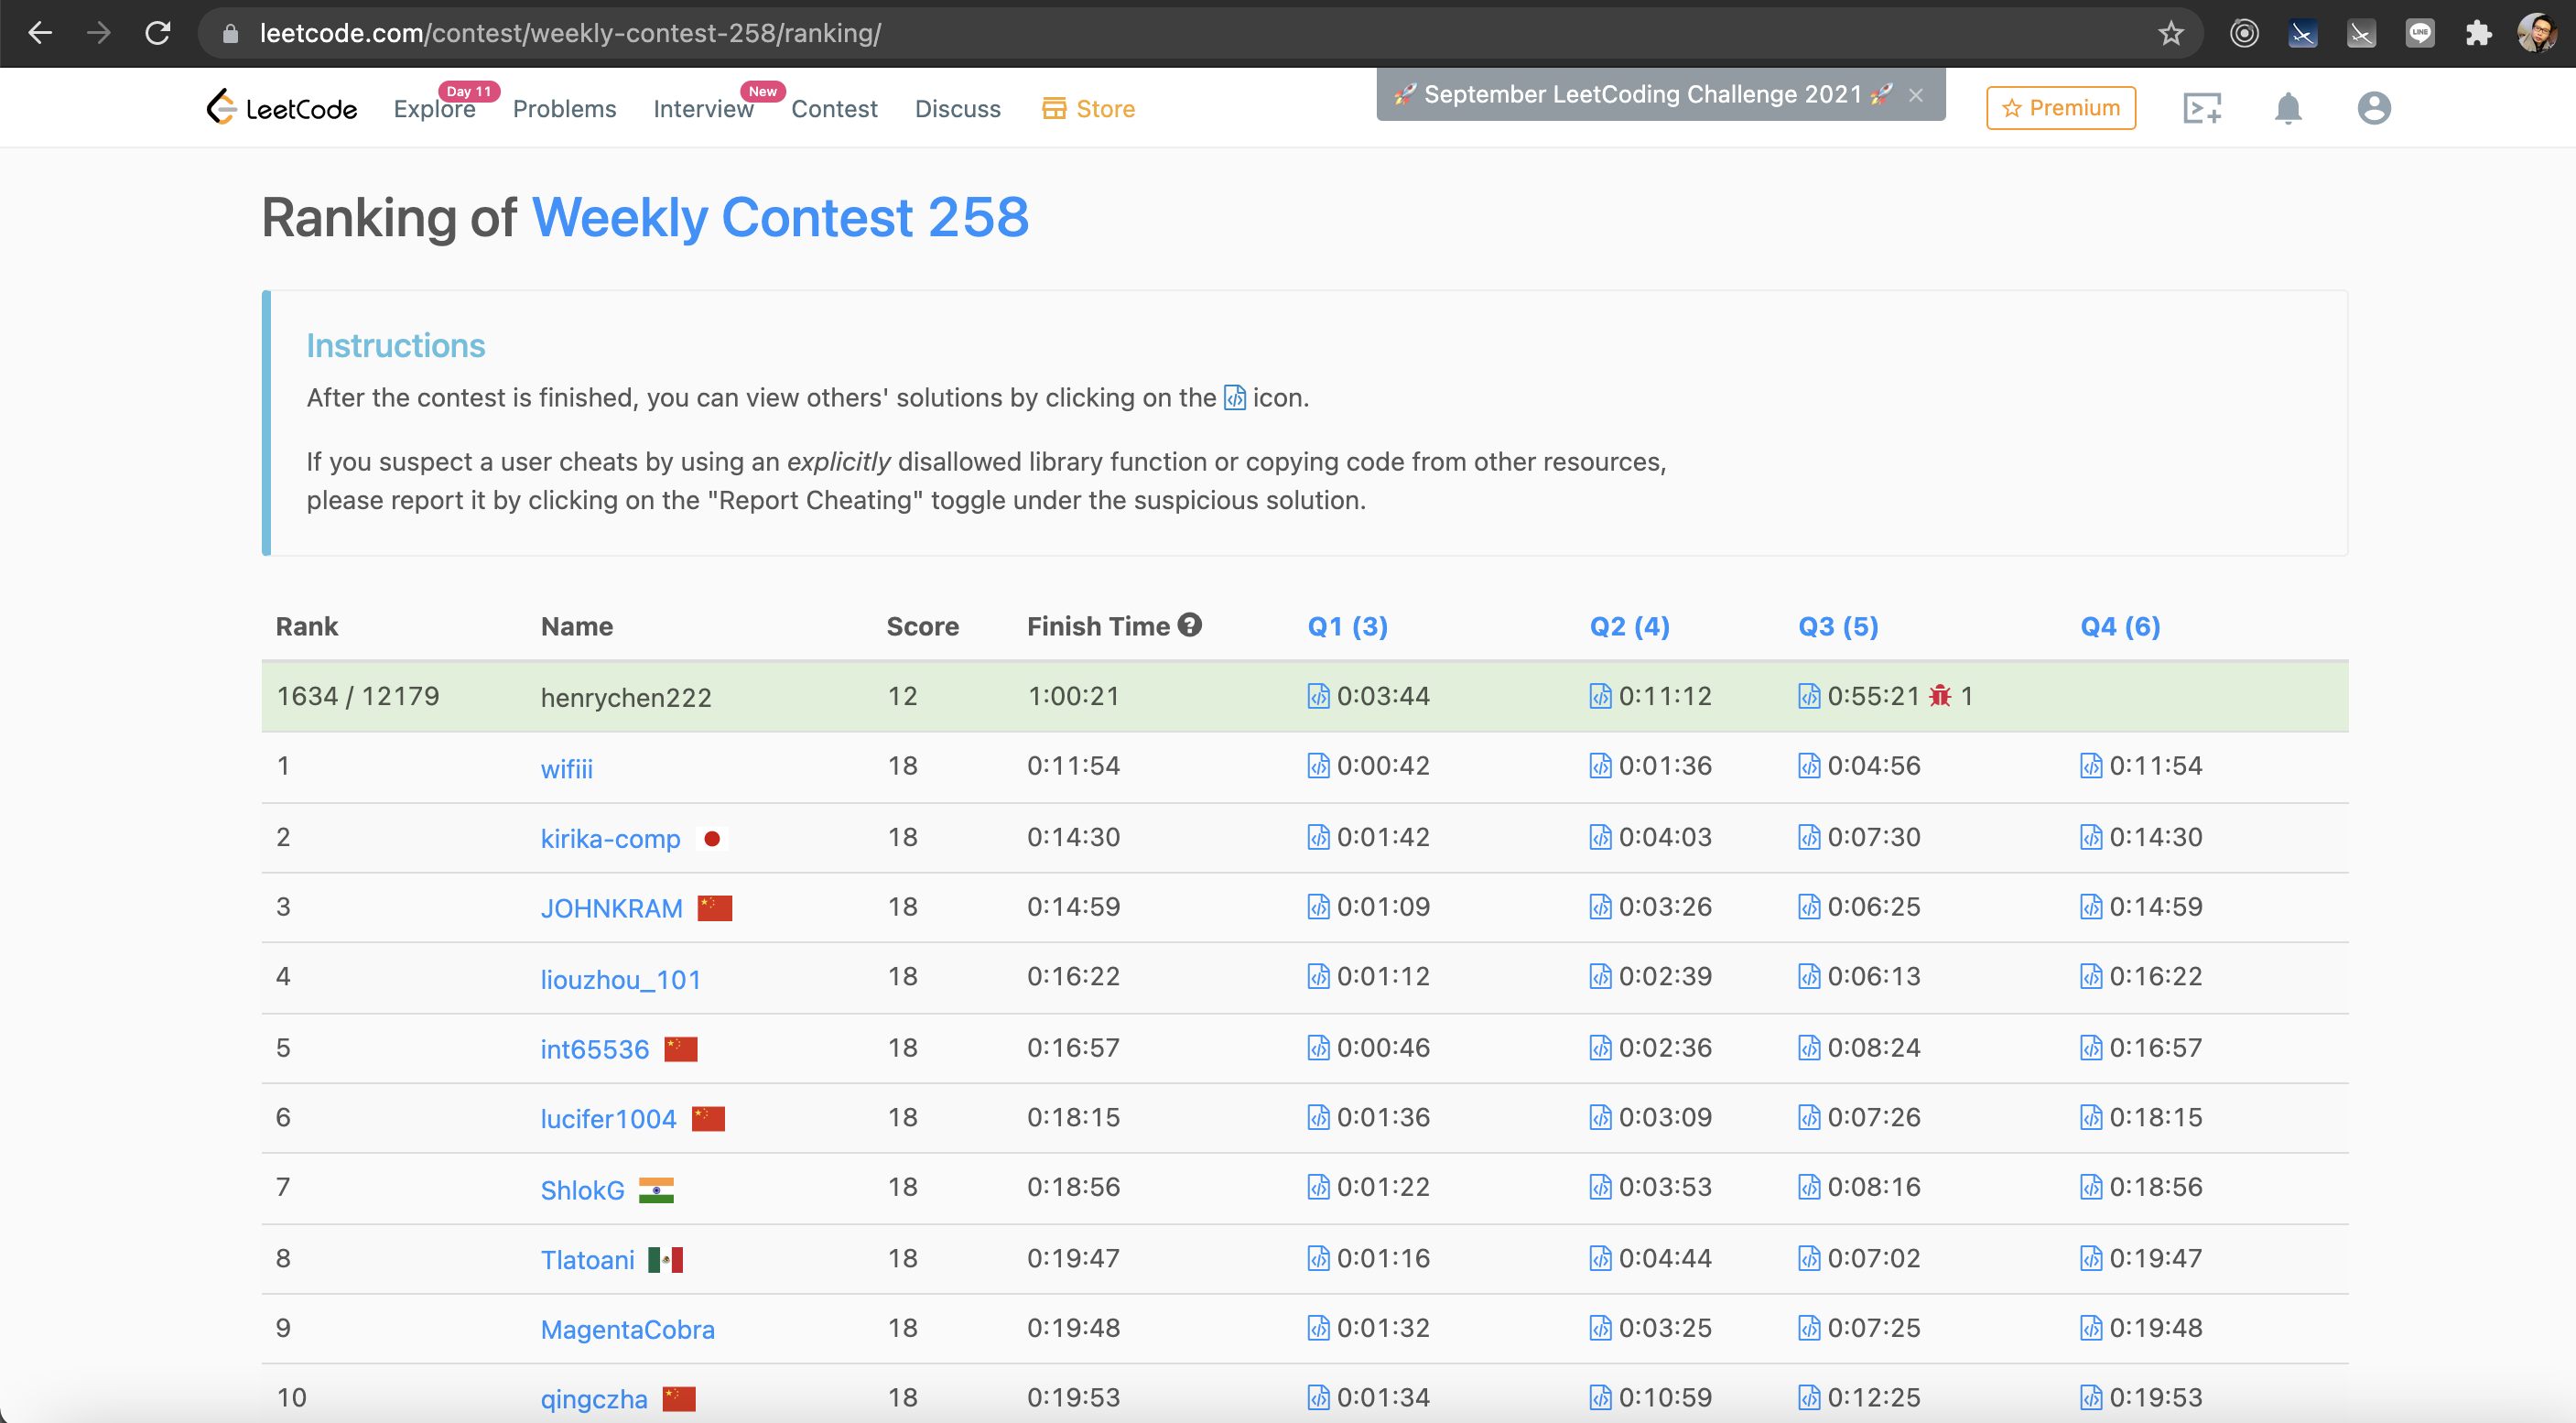 leetcode.com/contest/weekly-contest-258/ranking/
LINE
LeetCode Explore Day 11 Problems Interview New Contest Discuss Store 🚀 September LeetCoding Challenge 2021 🚀 × Premium
Ranking of Weekly Contest 258
Instructions
After the contest is finished, you can view others' solutions by clicking on the icon.
If you suspect a user cheats by using an explicitly disallowed library function or copying code from other resources,
please report it by clicking on the "Report Cheating" toggle under the suspicious solution.
Rank Name Score Finish Time Q1 (3) Q2 (4) Q3 (5) Q4 (6)
1634 / 12179 henrychen222 12 1:00:21 0:03:44 0:11:12 0:55:21 1
1 wifiii 18 0:11:54 0:00:42 0:01:36 0:04:56 0:11:54
2 kirika-comp 18 0:14:30 0:01:42 0:04:03 0:07:30 0:14:30
3 JOHNKRAM 18 0:14:59 0:01:09 0:03:26 0:06:25 0:14:59
4 liouzhou_101 18 0:16:22 0:01:12 0:02:39 0:06:13 0:16:22
5 int65536 18 0:16:57 0:00:46 0:02:36 0:08:24 0:16:57
6 lucifer1004 18 0:18:15 0:01:36 0:03:09 0:07:26 0:18:15
7 ShlokG 18 0:18:56 0:01:22 0:03:53 0:08:16 0:18:56
8 Tlatoani 18 0:19:47 0:01:16 0:04:44 0:07:02 0:19:47
9 MagentaCobra 18 0:19:48 0:01:32 0:03:25 0:07:25 0:19:48
10 qingczha 18 0:19:53 0:01:34 0:10:59 0:12:25 0:19:53